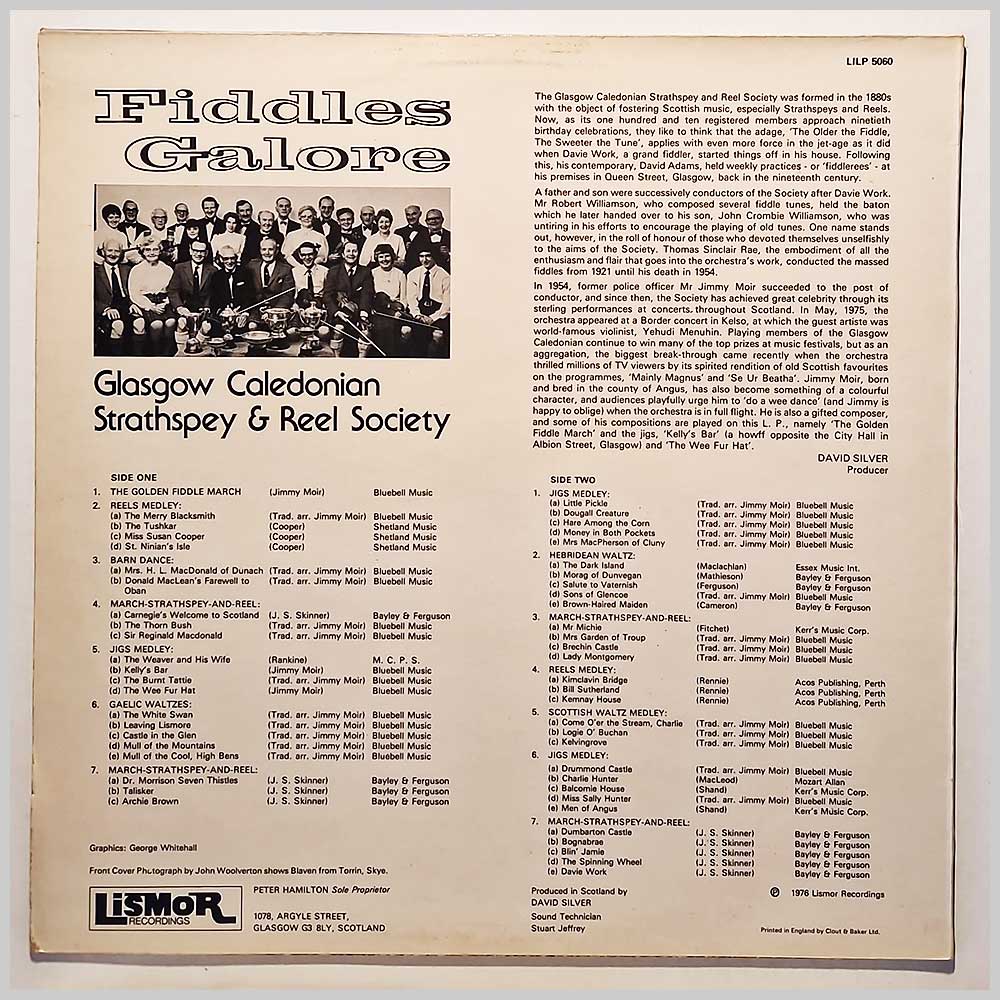 LILP 5060
Fiddles
Galore
Glasgow Caledonian
Strathspey & Reel Society
The Glasgow Caledonian Strathspey and Reel Society was formed in the 1880s
with the object of fostering Scottish music, especially Strathspeys and Reels.
Now, as its one hundred and ten registered members approach ninetieth
birthday celebrations, they like to think that the adage, 'The Older the Fiddle,
The Sweeter the Tune', applies with even more force in the jet-age as it did
when Davie Work, a grand fiddler, started things off in his house. Following
this, his contemporary, David Adams, held weekly practices - or 'fiddlerees' - at
his premises in Queen Street, Glasgow, back in the nineteenth century.
A father and son were successively conductors of the Society after Davie Work.
Mr Robert Williamson, who composed several fiddle tunes, held the baton
which he later handed over to his son, John Crombie Williamson, who was
untiring in his efforts to encourage the playing of old tunes. One name stands
out, however, in the roll of honour of those who devoted themselves unselfishly
to the aims of the Society. Thomas Sinclair Rae, the embodiment of all the
enthusiasm and flair that goes into the orchestra's work, conducted the massed
fiddles from 1921 until his death in 1954.
In 1954, former police officer Mr Jimmy Moir succeeded to the post of
conductor, and since then, the Society has achieved great celebrity through its
sterling performances at concerts. throughout Scotland. In May, 1975, the
orchestra appeared at a Border concert in Kelso, at which the guest artiste was
world-famous violinist, Yehudi Menuhin. Playing members of the Glasgow
Caledonian continue to win many of the top prizes at music festivals, but as an
aggregation, the biggest break-through came recently when the orchestra
thrilled millions of TV viewers by its spirited rendition of old Scottish favourites
on the programmes, 'Mainly Magnus' and 'Se Ur Beatha'. Jimmy Moir, born
and bred in the county of Angus, has also become something of a colourful
character, and audiences playfully urge him to 'do a wee dance' (and Jimmy is
happy to oblige) when the orchestra is in full flight. He is also a gifted composer,
and some of his compositions are played on this L. P., namely 'The Golden
Fiddle March' and the jigs, 'Kelly's Bar' (a howff opposite the City Hall in
Albion Street, Glasgow) and 'The Wee Fur Hat'.
DAVID SILVER
Producer
SIDE ONE
1. THE GOLDEN FIDDLE MARCH (Jimmy Moir) Bluebell Music
2. REELS MEDLEY:
(a) The Merry Blacksmith (Trad. arr. Jimmy Moir) Bluebell Music
(b) The Tushkar (Cooper) Shetland Music
(c) Miss Susan Cooper (Cooper) Shetland Music
(d) St. Ninian's Isle (Cooper) Shetland Music
3. BARN DANCE:
(a) Mrs. H. L. MacDonald of Dunach (Trad. arr. Jimmy Moir) Bluebell Music
(b) Donald MacLean's Farewell to (Trad. arr. Jimmy Moir) Bluebell Music
Oban
4. MARCH-STRATHSPEY-AND-REEL:
(a) Carnegie's Welcome to Scotland (J. S. Skinner) Bayley & Ferguson
(b) The Thorn Bush (Trad. arr. Jimmy Moir) Bluebell Music
(c) Sir Reginald Macdonald (Trad. arr. Jimmy Moir) Bluebell Music
5. JIGS MEDLEY:
(a) The Weaver and His Wife (Rankine) M. C. P. S.
(b) Kelly's Bar (Jimmy Moir) Bluebell Music
(c) The Burnt Tattie (Trad. arr. Jimmy Moir) Bluebell Music
(d) The Wee Fur Hat (Jimmy Moir) Bluebell Music
6. GAELIC WALTZES:
(a) The White Swan (Trad. arr. Jimmy Moir) Bluebell Music
(b) Leaving Lismore (Trad. arr. Jimmy Moir) Bluebell Music
(c) Castle in the Glen (Trad. arr. Jimmy Moir) Bluebell Music
(d) Mull of the Mountains (Trad. arr. Jimmy Moir) Bluebell Music
(e) Mull of the Cool, High Bens (Trad. arr. Jimmy Moir) Bluebell Music
7. MARCH-STRATHSPEY-AND-REEL:
(a) Dr. Morrison Seven Thistles (J. S. Skinner) Bayley & Ferguson
(b) Talisker (J. S. Skinner) Bayley & Ferguson
(c) Archie Brown (J. S. Skinner) Bayley & Ferguson
SIDE TWO
1. JIGS MEDLEY:
(a) Little Pickle (Trad. arr. Jimmy Moir) Bluebell Music
(b) Dougall Creature (Trad. arr. Jimmy Moir) Bluebell Music
(c) Hare Among the Corn (Trad. arr. Jimmy Moir) Bluebell Music
(d) Money in Both Pockets (Trad. arr. Jimmy Moir) Bluebell Music
(e) Mrs MacPherson of Cluny (Trad. arr. Jimmy Moir) Bluebell Music
2. HEBRIDEAN WALTZ:
(a) The Dark Island (Maclachlan) Essex Music Int.
(b) Morag of Dunvegan (Mathieson) Bayley & Ferguson
(c) Salute to Vaternish (Ferguson) Bayley & Ferguson
(d) Sons of Glencoe (Trad. arr. Jimmy Moir) Bluebell Music
(e) Brown-Haired Maiden (Cameron) Bayley & Ferguson
3. MARCH-STRATHSPEY-AND-REEL:
(a) Mr Michie (Fitchet) Kerr's Music Corp.
(b) Mrs Garden of Troup (Trad. arr. Jimmy Moir) Bluebell Music
(c) Brechin Castle (Trad. arr. Jimmy Moir) Bluebell Music
(d) Lady Montgomery (Trad. arr. Jimmy Moir) Bluebell Music
4. REELS MEDLEY:
(a) Kimclavin Bridge (Rennie) Acos Publishing, Perth
(b) Bill Sutherland (Rennie) Acos Publishing, Perth
(c) Kemnay House (Rennie) Acos Publishing, Perth
5. SCOTTISH WALTZ MEDLEY:
(a) Come O'er the Stream, Charlie (Trad. arr. Jimmy Moir) Bluebell Music
(b) Logie O' Buchan (Trad. arr. Jimmy Moir) Bluebell Music
(c) Kelvingrove (Trad. arr. Jimmy Moir) Bluebell Music
6. JIGS MEDLEY:
(a) Drummond Castle (Trad. arr. Jimmy Moir) Bluebell Music
(b) Charlie Hunter (MacLeod) Mozart Allan
(c) Balcomie House (Shand) Kerr's Music Corp.
(d) Miss Sally Hunter (Trad. arr. Jimmy Moir) Bluebell Music
(e) Men of Angus (Shand) Kerr's Music Corp.
7. MARCH-STRATHSPEY-AND-REEL:
(a) Dumbarton Castle (J. S. Skinner) Bayley & Ferguson
(b) Bognabrae (J. S. Skinner) Bayley & Ferguson
(c) Blin' Jamie (J. S. Skinner) Bayley & Ferguson
(d) The Spinning Wheel (J. S. Skinner) Bayley & Ferguson
(e) Davie Work (J. S. Skinner) Bayley & Ferguson
Graphics: George Whitehall
Front Cover Photograph by John Woolverton shows Blaven from Torrin, Skye.
LISMOR
RECORDINGS
PETER HAMILTON Sole Proprietor
1078, ARGYLE STREET,
GLASGOW G3 8LY, SCOTLAND
Produced in Scotland by
DAVID SILVER
Sound Technician
Stuart Jeffrey
℗ 1976 Lismor Recordings
Printed in England by Clout & Baker Ltd.